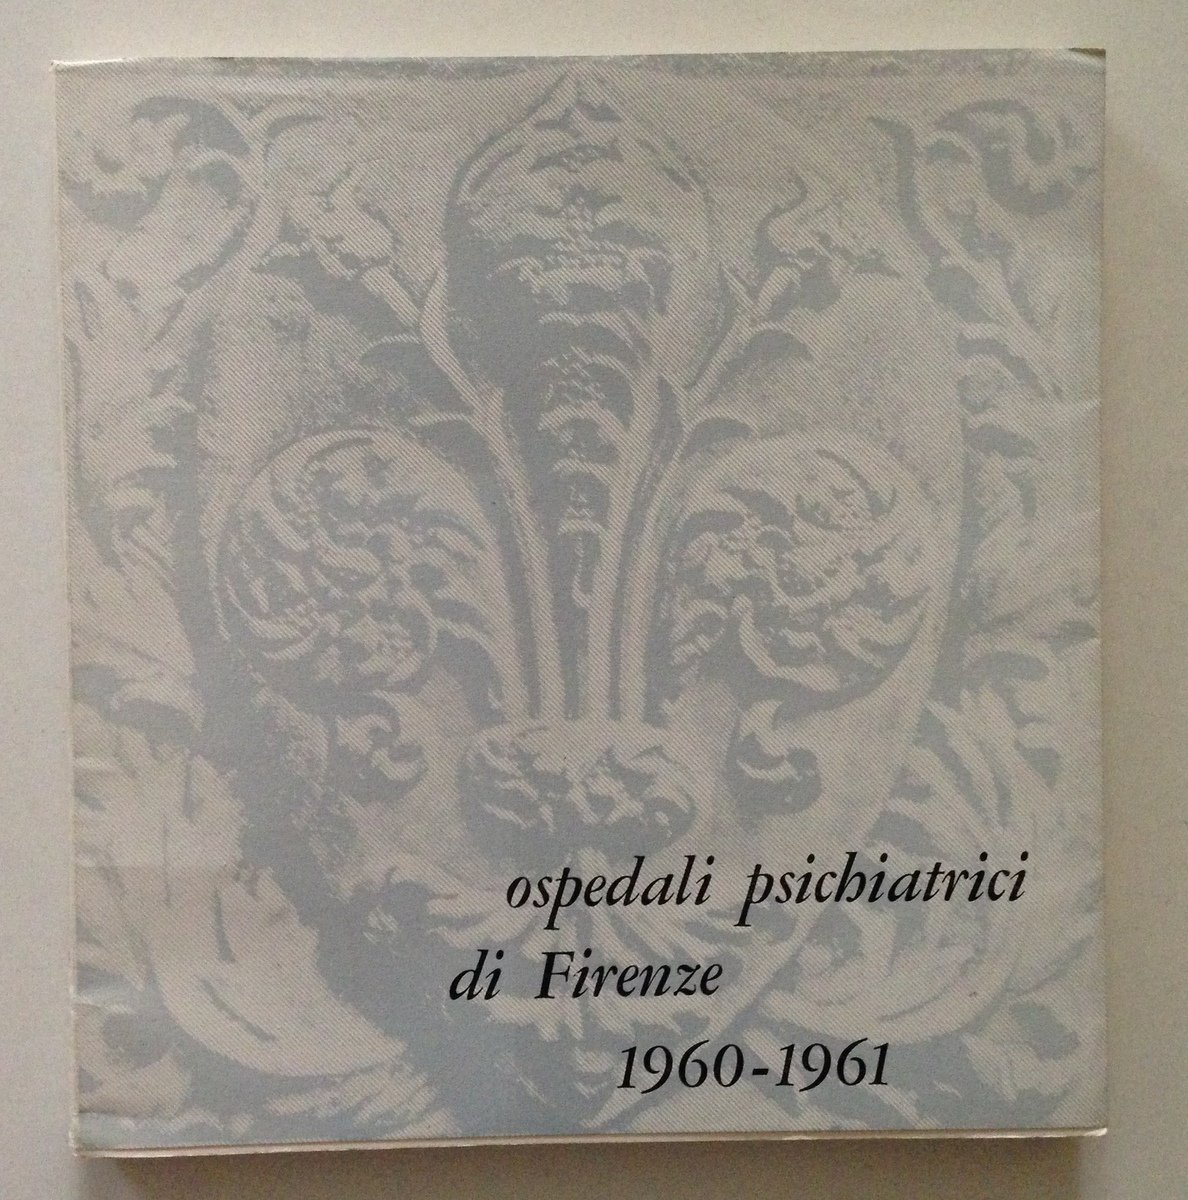 ospedali psichiatrici
di Firenze
1960-1961